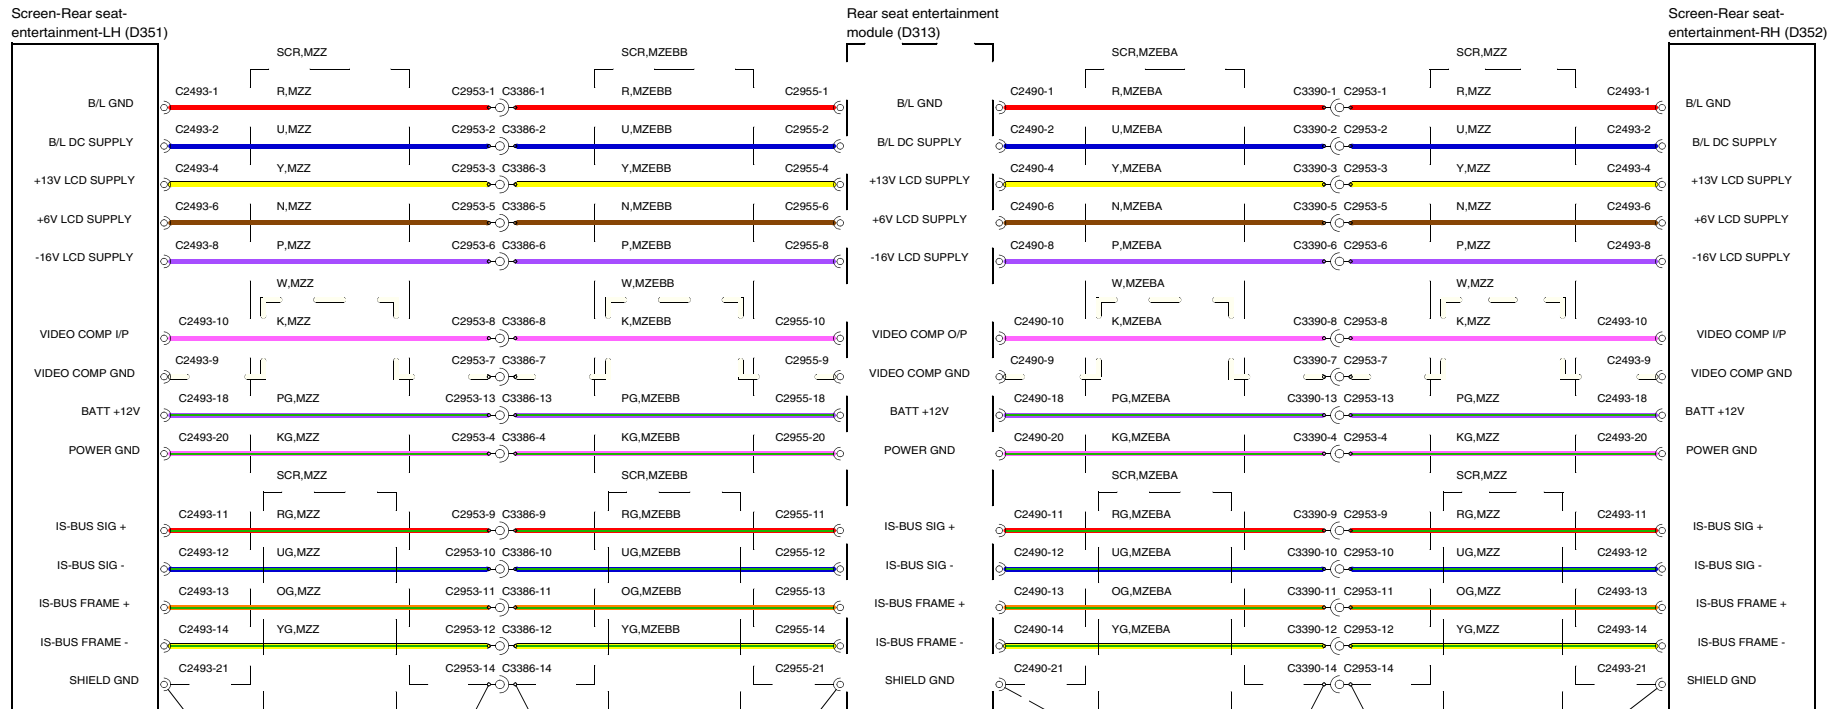 Screen-Rear seat-
entertainment-LH (D351)
Rear seat entertainment
module (D313)
Screen-Rear seat-
entertainment-RH (D352)
SCR,MZZ SCR,MZEBB SCR,MZEBA SCR,MZZ
B/L GND C2493-1 R,MZZ C2953-1 C3386-1 R,MZEBB C2955-1 B/L GND C2490-1 R,MZEBA C3390-1 C2953-1 R,MZZ C2493-1 B/L GND
B/L DC SUPPLY C2493-2 U,MZZ C2953-2 C3386-2 U,MZEBB C2955-2 B/L DC SUPPLY C2490-2 U,MZEBA C3390-2 C2953-2 U,MZZ C2493-2 B/L DC SUPPLY
+13V LCD SUPPLY C2493-4 Y,MZZ C2953-3 C3386-3 Y,MZEBB C2955-4 +13V LCD SUPPLY C2490-4 Y,MZEBA C3390-3 C2953-3 Y,MZZ C2493-4 +13V LCD SUPPLY
+6V LCD SUPPLY C2493-6 N,MZZ C2953-5 C3386-5 N,MZEBB C2955-6 +6V LCD SUPPLY C2490-6 N,MZEBA C3390-5 C2953-5 N,MZZ C2493-6 +6V LCD SUPPLY
-16V LCD SUPPLY C2493-8 P,MZZ C2953-6 C3386-6 P,MZEBB C2955-8 -16V LCD SUPPLY C2490-8 P,MZEBA C3390-6 C2953-6 P,MZZ C2493-8 -16V LCD SUPPLY
W,MZZ W,MZEBB W,MZEBA W,MZZ
VIDEO COMP I/P C2493-10 K,MZZ C2953-8 C3386-8 K,MZEBB C2955-10 VIDEO COMP O/P C2490-10 K,MZEBA C3390-8 C2953-8 K,MZZ C2493-10 VIDEO COMP I/P
VIDEO COMP GND C2493-9 C2953-7 C3386-7 C2955-9 VIDEO COMP GND C2490-9 C3390-7 C2953-7 C2493-9 VIDEO COMP GND
BATT +12V C2493-18 PG,MZZ C2953-13 C3386-13 PG,MZEBB C2955-18 BATT +12V C2490-18 PG,MZEBA C3390-13 C2953-13 PG,MZZ C2493-18 BATT +12V
POWER GND C2493-20 KG,MZZ C2953-4 C3386-4 KG,MZEBB C2955-20 POWER GND C2490-20 KG,MZEBA C3390-4 C2953-4 KG,MZZ C2493-20 POWER GND
SCR,MZZ SCR,MZEBB SCR,MZEBA SCR,MZZ
IS-BUS SIG + C2493-11 RG,MZZ C2953-9 C3386-9 RG,MZEBB C2955-11 IS-BUS SIG + C2490-11 RG,MZEBA C3390-9 C2953-9 RG,MZZ C2493-11 IS-BUS SIG +
IS-BUS SIG - C2493-12 UG,MZZ C2953-10 C3386-10 UG,MZEBB C2955-12 IS-BUS SIG - C2490-12 UG,MZEBA C3390-10 C2953-10 UG,MZZ C2493-12 IS-BUS SIG -
IS-BUS FRAME + C2493-13 OG,MZZ C2953-11 C3386-11 OG,MZEBB C2955-13 IS-BUS FRAME + C2490-13 OG,MZEBA C3390-11 C2953-11 OG,MZZ C2493-13 IS-BUS FRAME +
IS-BUS FRAME - C2493-14 YG,MZZ C2953-12 C3386-12 YG,MZEBB C2955-14 IS-BUS FRAME - C2490-14 YG,MZEBA C3390-12 C2953-12 YG,MZZ C2493-14 IS-BUS FRAME -
SHIELD GND C2493-21 C2953-14 C3386-14 C2955-21 SHIELD GND C2490-21 C3390-14 C2953-14 C2493-21 SHIELD GND